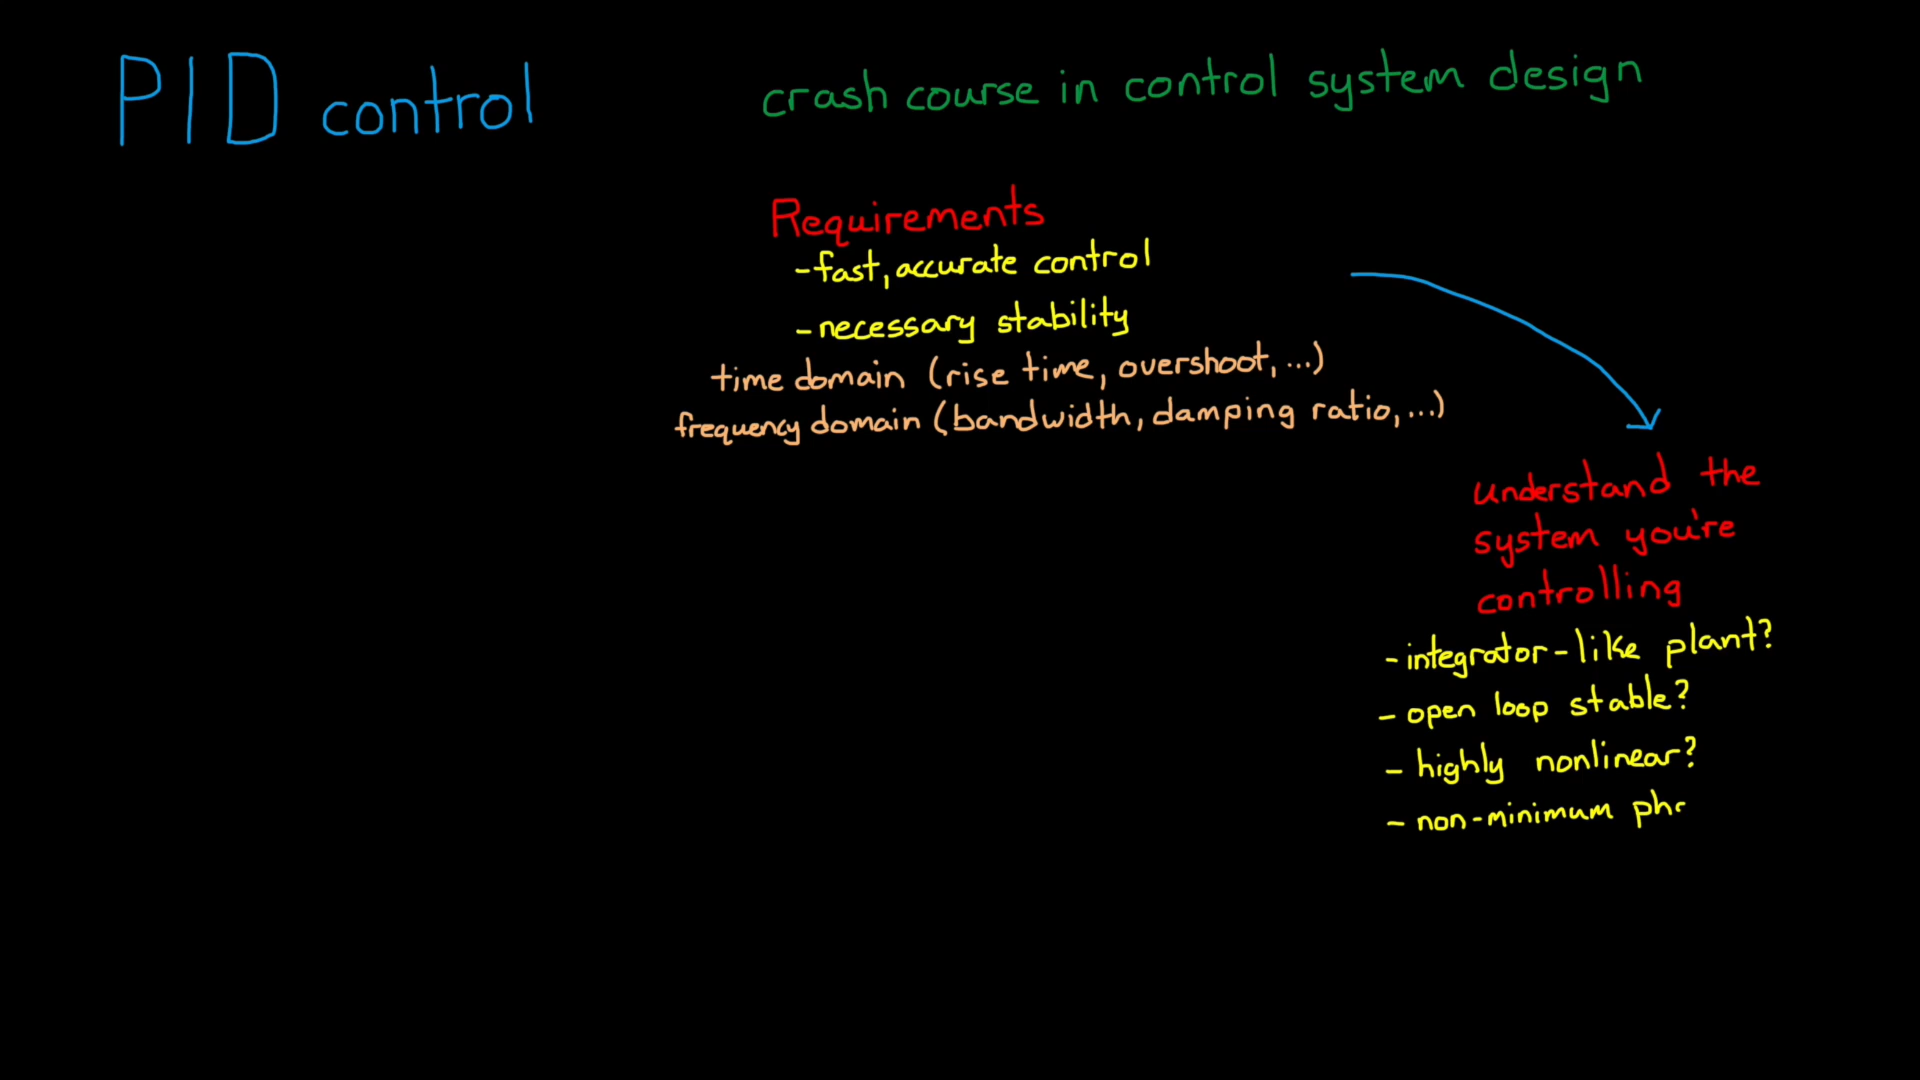 PID control
crash course in control system design
Requirements
-fast, accurate control
-necessary stability
time domain (rise time, overshoot, ...)
frequency domain (bandwidth, damping ratio, ...)
understand the
system you're
controlling
-integrator-like plant?
- open loop stable?
- highly nonlinear?
- non-minimum